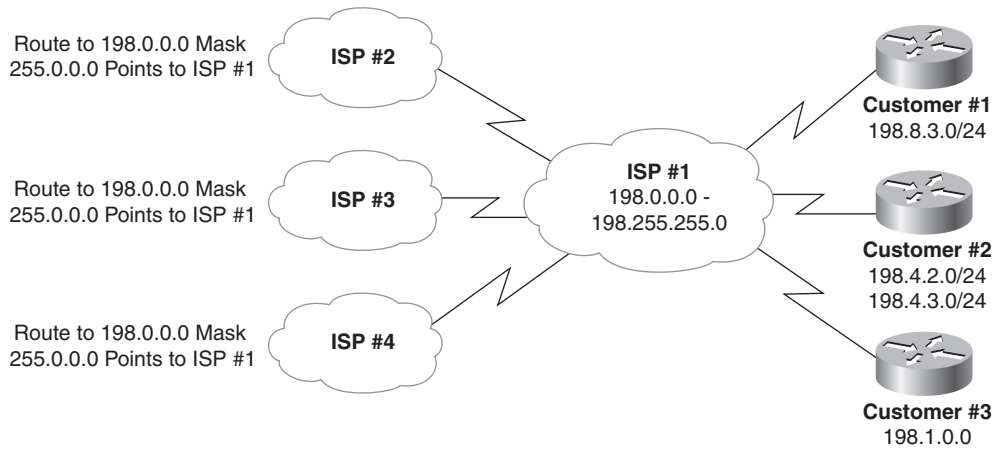 Route to 198.0.0.0 Mask
255.0.0.0 Points to ISP #1
ISP #2
Route to 198.0.0.0 Mask
255.0.0.0 Points to ISP #1
ISP #3
Route to 198.0.0.0 Mask
255.0.0.0 Points to ISP #1
ISP #4
ISP #1
198.0.0.0 -
198.255.255.0
Customer #1
198.8.3.0/24
Customer #2
198.4.2.0/24
198.4.3.0/24
Customer #3
198.1.0.0